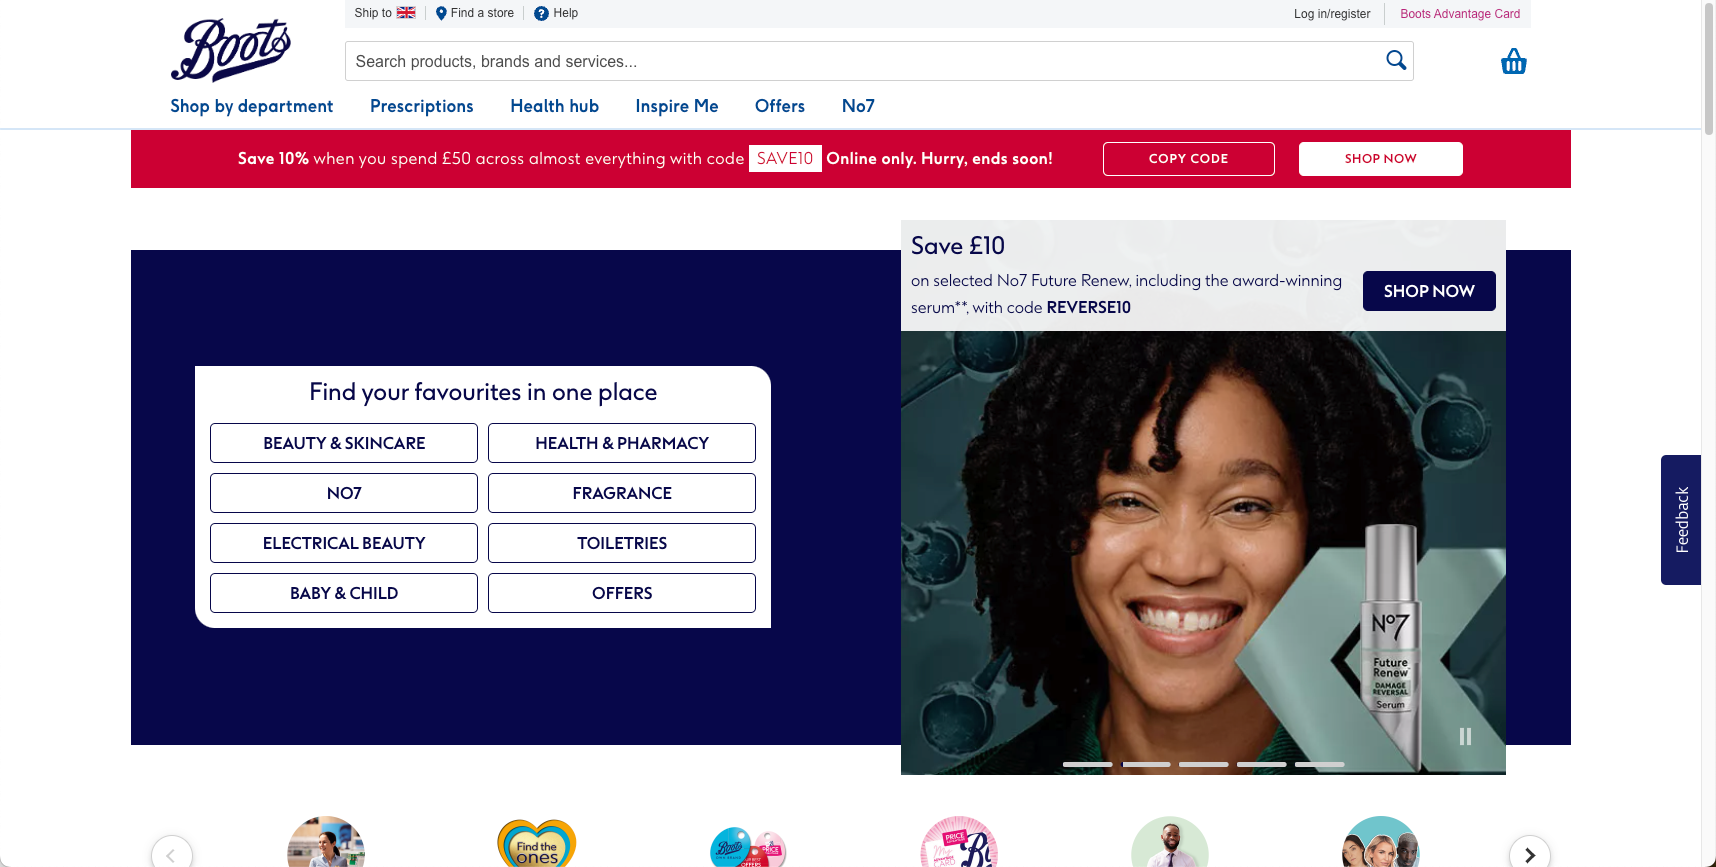 Ship to
Find a store
Help
Log in/register
Boots Advantage Card
Boots
Search products, brands and services...
Shop by department
Prescriptions
Health hub
Inspire Me
Offers
No7
Save 10% when you spend £50 across almost everything with code SAVE10 Online only. Hurry, ends soon!
COPY CODE
SHOP NOW
Save £10
on selected No7 Future Renew, including the award-winning
serum**, with code REVERSE10
SHOP NOW
Find your favourites in one place
BEAUTY & SKINCARE
HEALTH & PHARMACY
NO7
FRAGRANCE
ELECTRICAL BEAUTY
TOILETRIES
BABY & CHILD
OFFERS
Nº7
Future
Renew
DAMAGE
REVERSAL
Serum
Feedback
Find the
ones
Boots
OFFERS
PRICE
PRICE
My